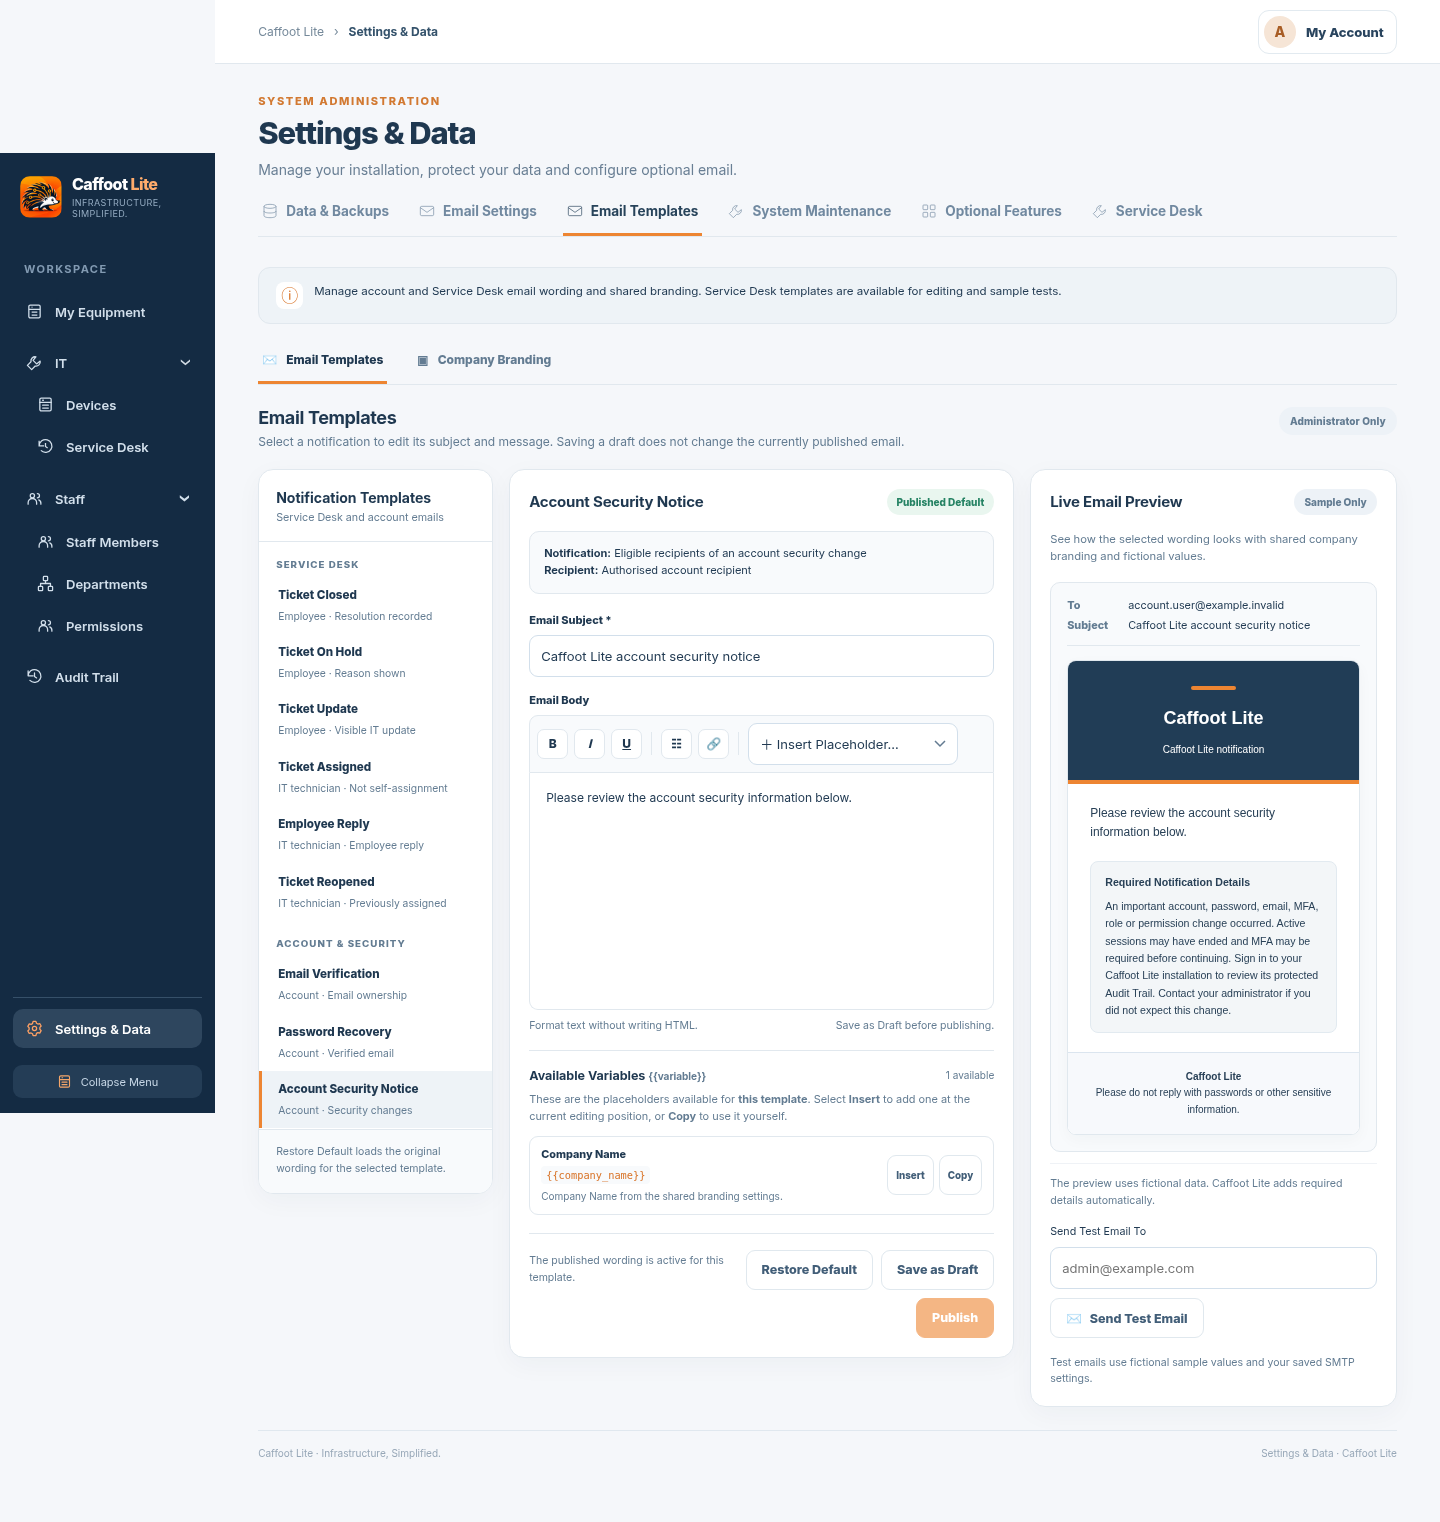 Caffoot Lite › Settings & Data
A My Account
SYSTEM ADMINISTRATION
Settings & Data
Manage your installation, protect your data and configure optional email.
Data & Backups
Email Settings
Email Templates
System Maintenance
Optional Features
Service Desk
Caffoot Lite
INFRASTRUCTURE,
SIMPLIFIED.
WORKSPACE
My Equipment
IT
Devices
Service Desk
Staff
Staff Members
Departments
Permissions
Audit Trail
Settings & Data
Collapse Menu
Manage account and Service Desk email wording and shared branding. Service Desk templates are available for editing and sample tests.
Email Templates
Company Branding
Email Templates
Select a notification to edit its subject and message. Saving a draft does not change the currently published email.
Administrator Only
Notification Templates
Service Desk and account emails
SERVICE DESK
Ticket Closed
Employee · Resolution recorded
Ticket On Hold
Employee · Reason shown
Ticket Update
Employee · Visible IT update
Ticket Assigned
IT technician · Not self-assignment
Employee Reply
IT technician · Employee reply
Ticket Reopened
IT technician · Previously assigned
ACCOUNT & SECURITY
Email Verification
Account · Email ownership
Password Recovery
Account · Verified email
Account Security Notice
Account · Security changes
Restore Default loads the original
wording for the selected template.
Account Security Notice
Published Default
Notification: Eligible recipients of an account security change
Recipient: Authorised account recipient
Email Subject *
Caffoot Lite account security notice
Email Body
B I U
+ Insert Placeholder...
Please review the account security information below.
Format text without writing HTML.
Save as Draft before publishing.
Available Variables {{variable}}
1 available
These are the placeholders available for this template. Select Insert to add one at the
current editing position, or Copy to use it yourself.
Company Name
{{company_name}}
Company Name from the shared branding settings.
Insert
Copy
The published wording is active for this
template.
Restore Default
Save as Draft
Publish
Live Email Preview
Sample Only
See how the selected wording looks with shared company
branding and fictional values.
To account.user@example.invalid
Subject Caffoot Lite account security notice
Caffoot Lite
Caffoot Lite notification
Please review the account security
information below.
Required Notification Details
An important account, password, email, MFA,
role or permission change occurred. Active
sessions may have ended and MFA may be
required before continuing. Sign in to your
Caffoot Lite installation to review its protected
Audit Trail. Contact your administrator if you
did not expect this change.
Caffoot Lite
Please do not reply with passwords or other sensitive
information.
The preview uses fictional data. Caffoot Lite adds required
details automatically.
Send Test Email To
admin@example.com
Send Test Email
Test emails use fictional sample values and your saved SMTP
settings.
Caffoot Lite · Infrastructure, Simplified.
Settings & Data · Caffoot Lite